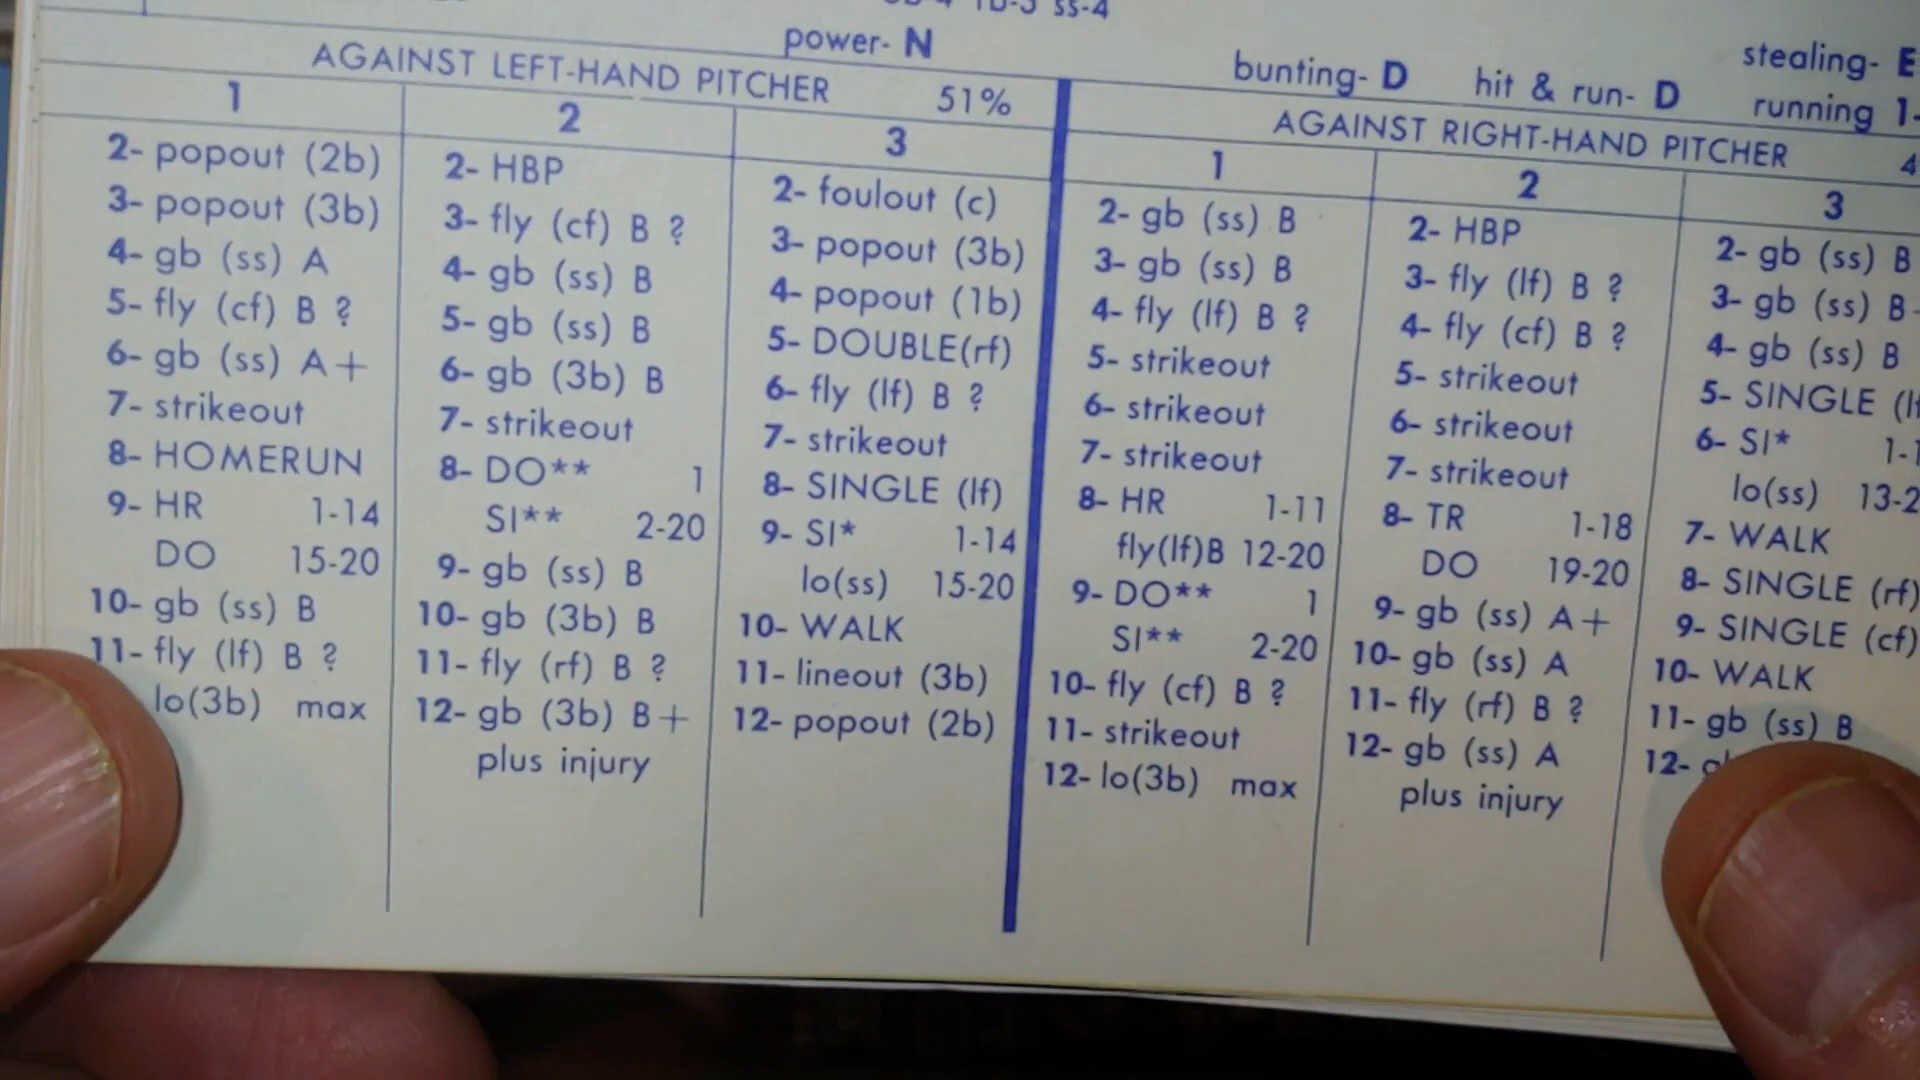 ss-4
power- N
bunting- D hit & run- D
stealing- E
running 1-
AGAINST LEFT-HAND PITCHER 51%
1
2- popout (2b)
3- popout (3b)
4- gb (ss) A
5- fly (cf) B ?
6- gb (ss) A+
7- strikeout
8- HOMERUN
9- HR 1-14
DO 15-20
10- gb (ss) B
11- fly (lf) B ?
lo(3b) max
2
2- HBP
3- fly (cf) B ?
4- gb (ss) B
5- gb (ss) B
6- gb (3b) B
7- strikeout
8- DO** 1
SI** 2-20
9- gb (ss) B
10- gb (3b) B
11- fly (rf) B ?
12- gb (3b) B+
plus injury
3
2- foulout (c)
3- popout (3b)
4- popout (1b)
5- DOUBLE(rf)
6- fly (lf) B ?
7- strikeout
8- SINGLE (lf)
9- SI* 1-14
lo(ss) 15-20
10- WALK
11- lineout (3b)
12- popout (2b)
AGAINST RIGHT-HAND PITCHER 4
1
2- gb (ss) B
3- gb (ss) B
4- fly (lf) B ?
5- strikeout
6- strikeout
7- strikeout
8- HR 1-11
fly(lf)B 12-20
9- DO** 1
SI** 2-20
10- fly (cf) B ?
11- strikeout
12- lo(3b) max
2
2- HBP
3- fly (lf) B ?
4- fly (cf) B ?
5- strikeout
6- strikeout
7- strikeout
8- TR 1-18
DO 19-20
9- gb (ss) A+
10- gb (ss) A
11- fly (rf) B ?
12- gb (ss) A
plus injury
3
2- gb (ss) B
3- gb (ss) B
4- gb (ss) B
5- SINGLE
6- SI* 1-1
lo(ss) 13-2
7- WALK
8- SINGLE (rf)
9- SINGLE (cf)
10- WALK
11- gb (ss) B
12-